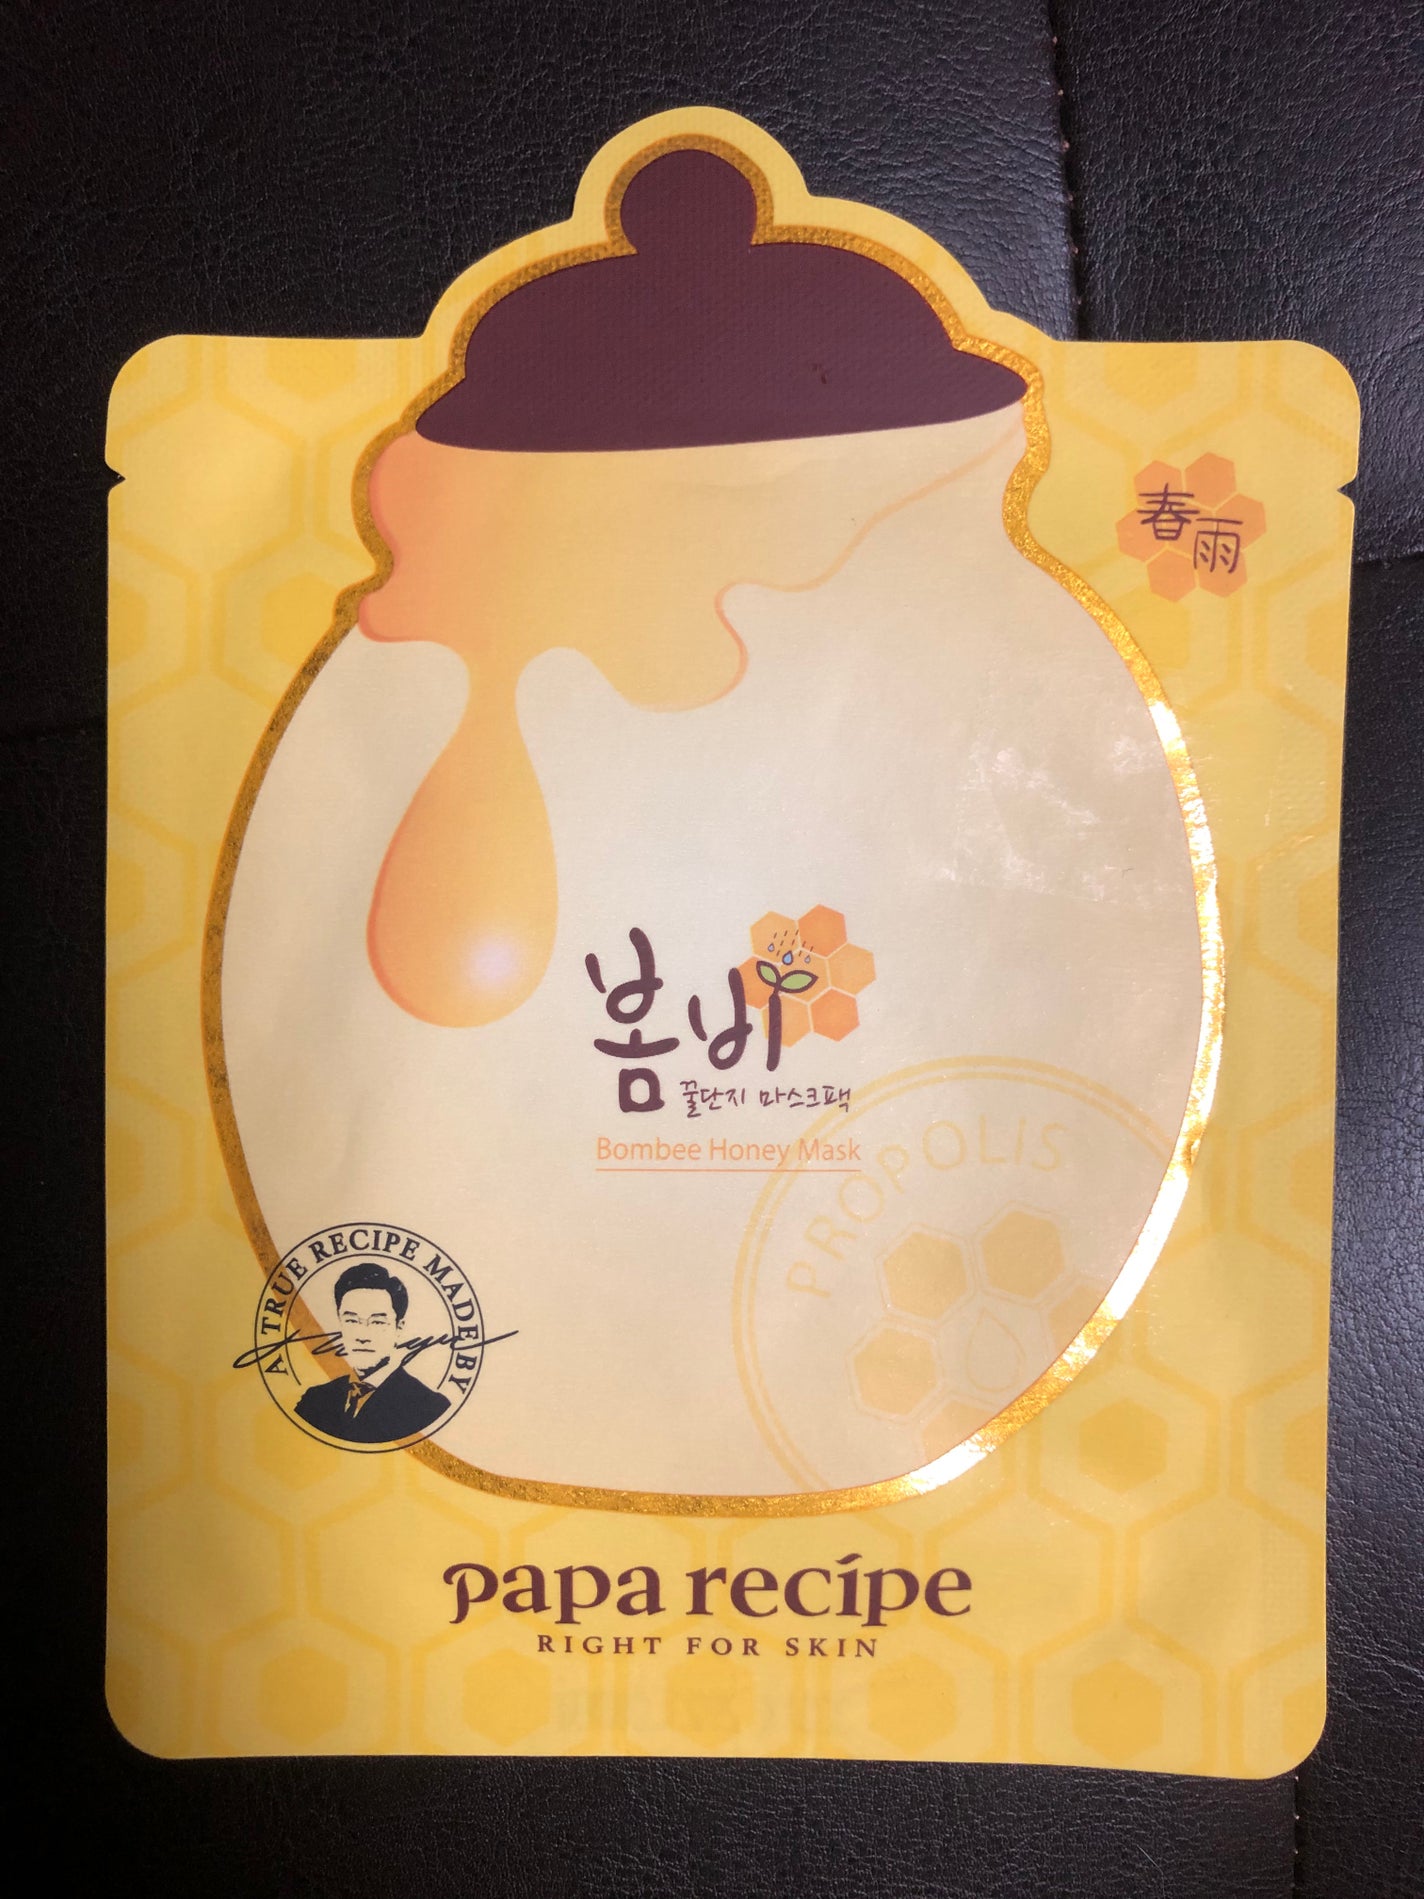 春雨
봄비
꿀단지 마스크팩
Bombee Honey Mask
PROPOLIS
A TRUE RECIPE MADE BY
papa recipe
RIGHT FOR SKIN